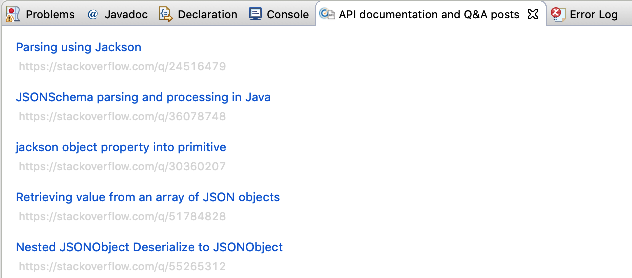 Problems @ Javadoc Declaration Console API documentation and Q&A posts Error Log
Parsing using Jackson
https://stackoverflow.com/q/24516479
JSONSchema parsing and processing in Java
https://stackoverflow.com/q/36078748
jackson object property into primitive
https://stackoverflow.com/q/30360207
Retrieving value from an array of JSON objects
https://stackoverflow.com/q/51784828
Nested JSONObject Deserialize to JSONObject
https://stackoverflow.com/q/55265312